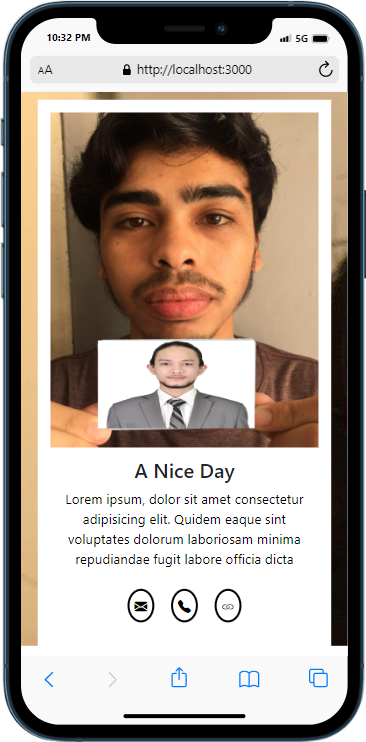 10:32 PM
5G
AA
http://localhost:3000
A Nice Day
Lorem ipsum, dolor sit amet consectetur
adipisicing elit. Quidem eaque sint
voluptates dolorum laboriosam minima
repudiandae fugit labore officia dicta